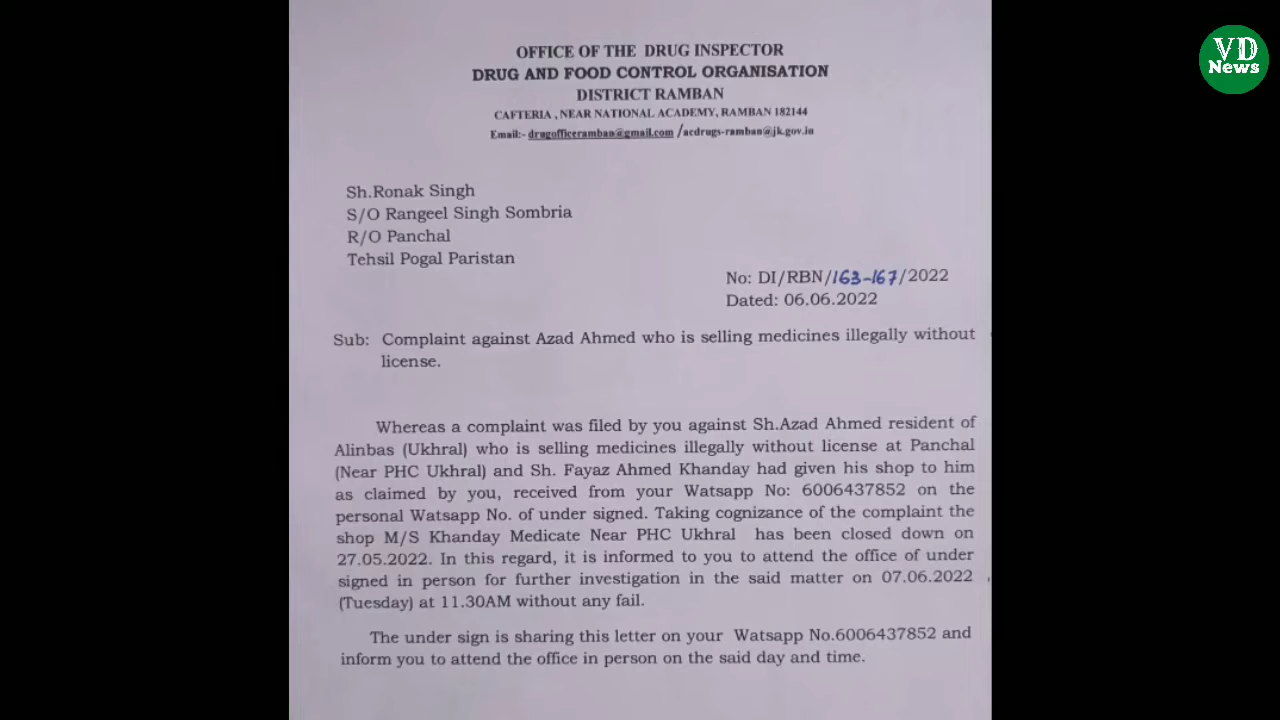 VD
News
OFFICE OF THE DRUG INSPECTOR
DRUG AND FOOD CONTROL ORGANISATION
DISTRICT RAMBAN
CAFTERIA , NEAR NATIONAL ACADEMY, RAMBAN 182144
Email:- drugofficeramban@gmail.com /acdrugs-ramban@jk.gov.in
Sh.Ronak Singh
S/O Rangeel Singh Sombria
R/O Panchal
Tehsil Pogal Paristan
No: DI/RBN/163-167/2022
Dated: 06.06.2022
Sub: Complaint against Azad Ahmed who is selling medicines illegally without
license.
Whereas a complaint was filed by you against Sh.Azad Ahmed resident of
Alinbas (Ukhral) who is selling medicines illegally without license at Panchal
(Near PHC Ukhral) and Sh. Fayaz Ahmed Khanday had given his shop to him
as claimed by you, received from your Watsapp No: 6006437852 on the
personal Watsapp No. of under signed. Taking cognizance of the complaint the
shop M/S Khanday Medicate Near PHC Ukhral has been closed down on
27.05.2022. In this regard, it is informed to you to attend the office of under
signed in person for further investigation in the said matter on 07.06.2022
(Tuesday) at 11.30AM without any fail.
The under sign is sharing this letter on your Watsapp No.6006437852 and
inform you to attend the office in person on the said day and time.